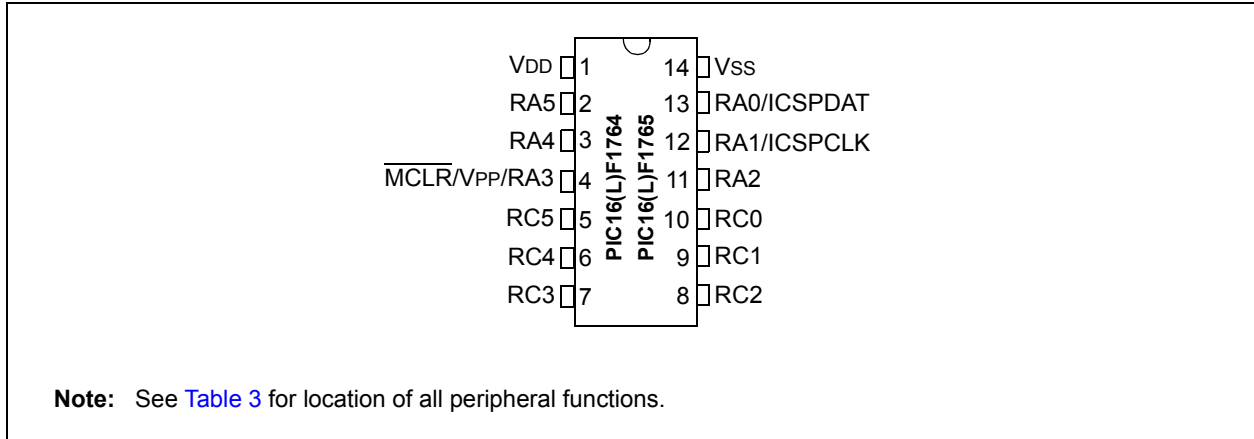 VDD 1 14 VSS
RA5 2 13 RA0/ICSPDAT
RA4 3 12 RA1/ICSPCLK
MCLR/VPP/RA3 4 11 RA2
RC5 5 10 RC0
RC4 6 9 RC1
RC3 7 8 RC2
PIC16(L)F1764
PIC16(L)F1765
Note: See Table 3 for location of all peripheral functions.